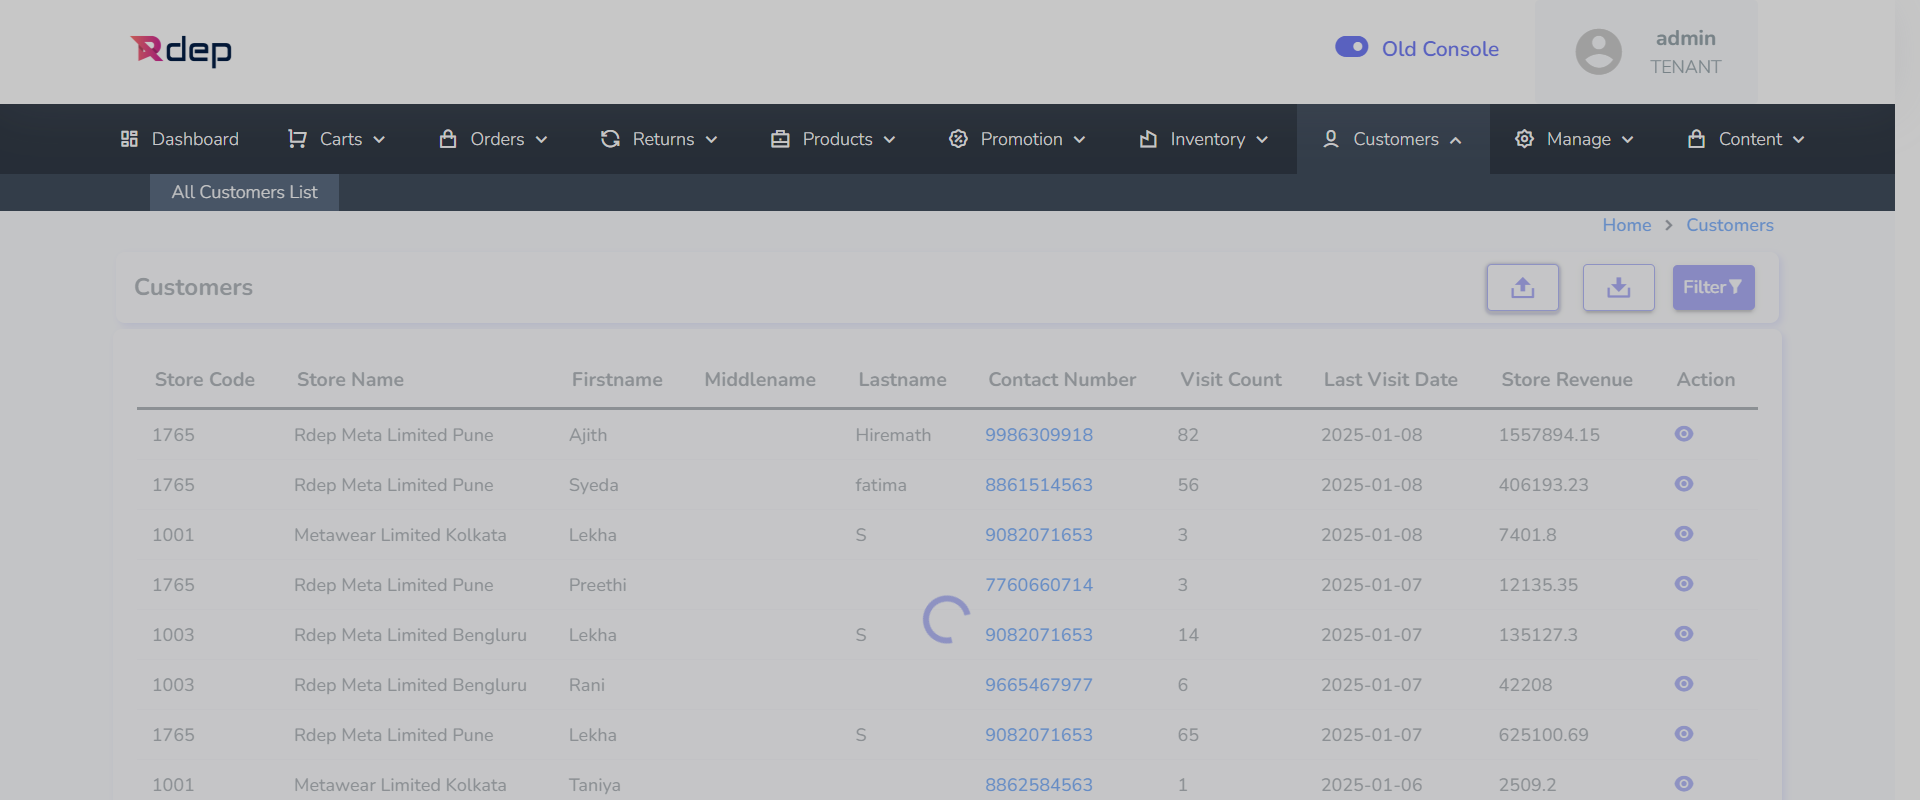 Rdep
Old Console
admin
TENANT
Dashboard Carts Orders Returns Products Promotion Inventory Customers Manage Content
All Customers List
Home > Customers
Customers
Filter
Store Code Store Name Firstname Middlename Lastname Contact Number Visit Count Last Visit Date Store Revenue Action
1765 Rdep Meta Limited Pune Ajith Hiremath 9986309918 82 2025-01-08 1557894.15
1765 Rdep Meta Limited Pune Syeda fatima 8861514563 56 2025-01-08 406193.23
1001 Metawear Limited Kolkata Lekha S 9082071653 3 2025-01-08 7401.8
1765 Rdep Meta Limited Pune Preethi 7760660714 3 2025-01-07 12135.35
1003 Rdep Meta Limited Bengluru Lekha S 9082071653 14 2025-01-07 135127.3
1003 Rdep Meta Limited Bengluru Rani 9665467977 6 2025-01-07 42208
1765 Rdep Meta Limited Pune Lekha S 9082071653 65 2025-01-07 625100.69
1001 Metawear Limited Kolkata Taniya 8862584563 1 2025-01-06 2509.2